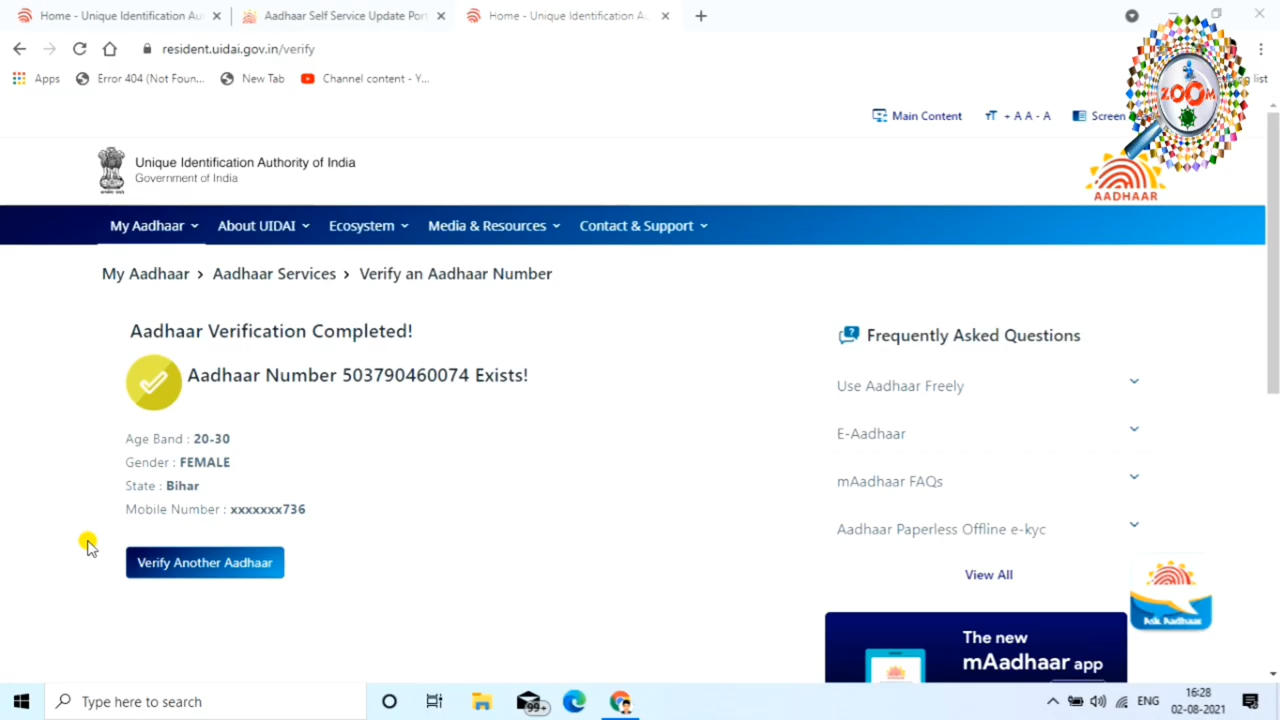 Home - Unique Identification Au
Aadhaar Self Service Update Port
Home - Unique Identification A
resident.uidai.gov.in/verify
Apps
Error 404 (Not Foun...
New Tab
Channel content - Y...
list
ZOOM
Main Content
+ A A - A
Screen
Unique Identification Authority of India
Government of India
AADHAAR
My Aadhaar
About UIDAI
Ecosystem
Media & Resources
Contact & Support
My Aadhaar > Aadhaar Services > Verify an Aadhaar Number
Aadhaar Verification Completed!
Aadhaar Number 503790460074 Exists!
Age Band : 20-30
Gender : FEMALE
State : Bihar
Mobile Number : xxxxxxx736
Verify Another Aadhaar
Frequently Asked Questions
Use Aadhaar Freely
E-Aadhaar
mAadhaar FAQs
Aadhaar Paperless Offline e-kyc
View All
Ask Aadhaar
The new
mAadhaar app
Type here to search
99+
ENG
16:28
02-08-2021